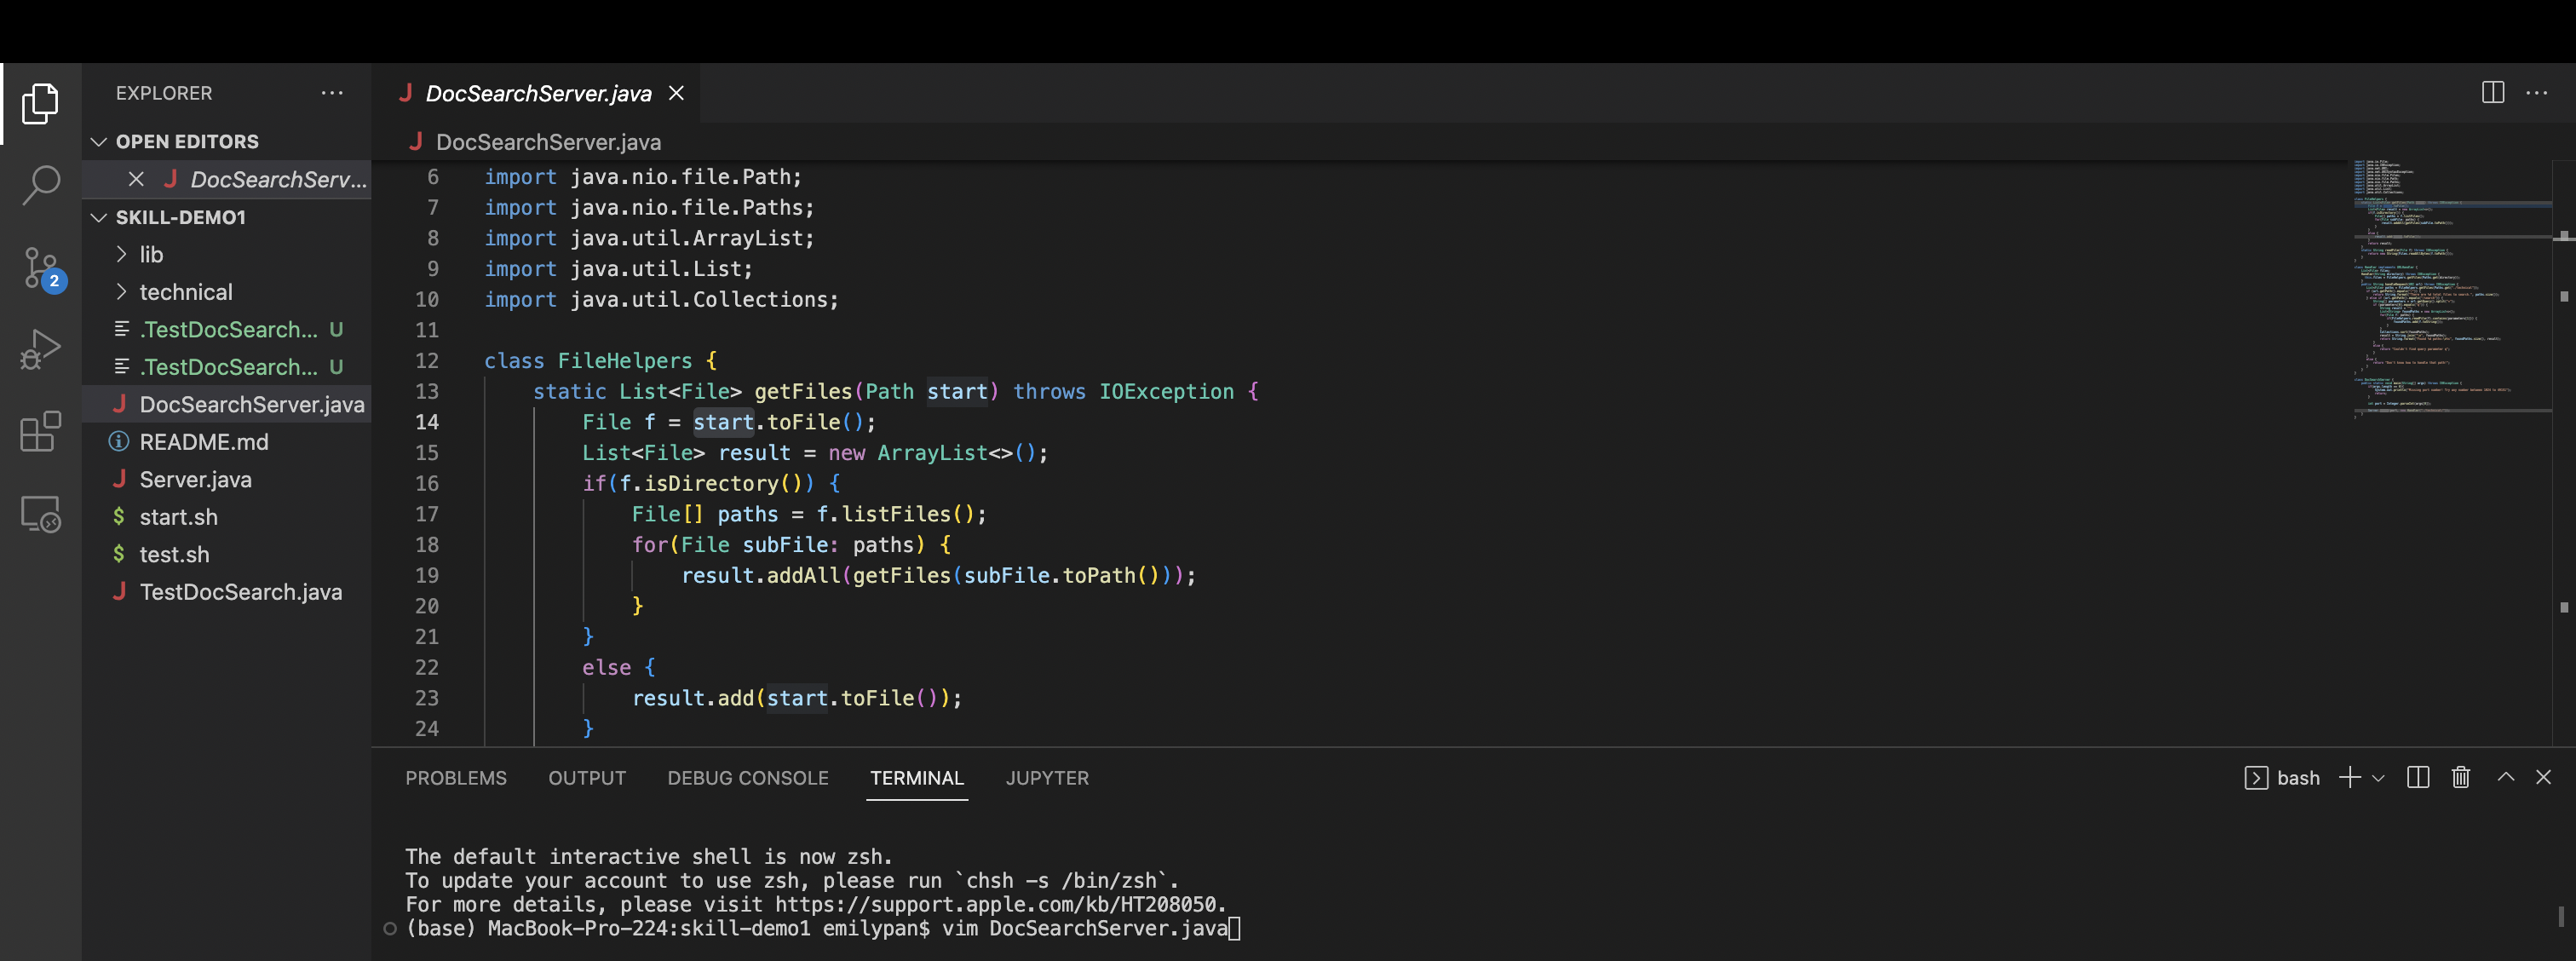 EXPLORER
OPEN EDITORS
DocSearchServ...
SKILL-DEMO1
lib
technical
.TestDocSearch... U
.TestDocSearch... U
DocSearchServer.java
README.md
Server.java
$ start.sh
$ test.sh
TestDocSearch.java
2
J DocSearchServer.java
J DocSearchServer.java
6 import java.nio.file.Path;
7 import java.nio.file.Paths;
8 import java.util.ArrayList;
9 import java.util.List;
10 import java.util.Collections;
11
12 class FileHelpers {
13 static List<File> getFiles(Path start) throws IOException {
14 File f = start.toFile();
15 List<File> result = new ArrayList<>();
16 if(f.isDirectory()) {
17 File[] paths = f.listFiles();
18 for(File subFile: paths) {
19 result.addAll(getFiles(subFile.toPath()));
20 }
21 }
22 else {
23 result.add(start.toFile());
24 }
PROBLEMS OUTPUT DEBUG CONSOLE TERMINAL JUPYTER
bash
The default interactive shell is now zsh.
To update your account to use zsh, please run `chsh -s /bin/zsh`.
For more details, please visit https://support.apple.com/kb/HT208050.
(base) MacBook-Pro-224:skill-demo1 emilypan$ vim DocSearchServer.java